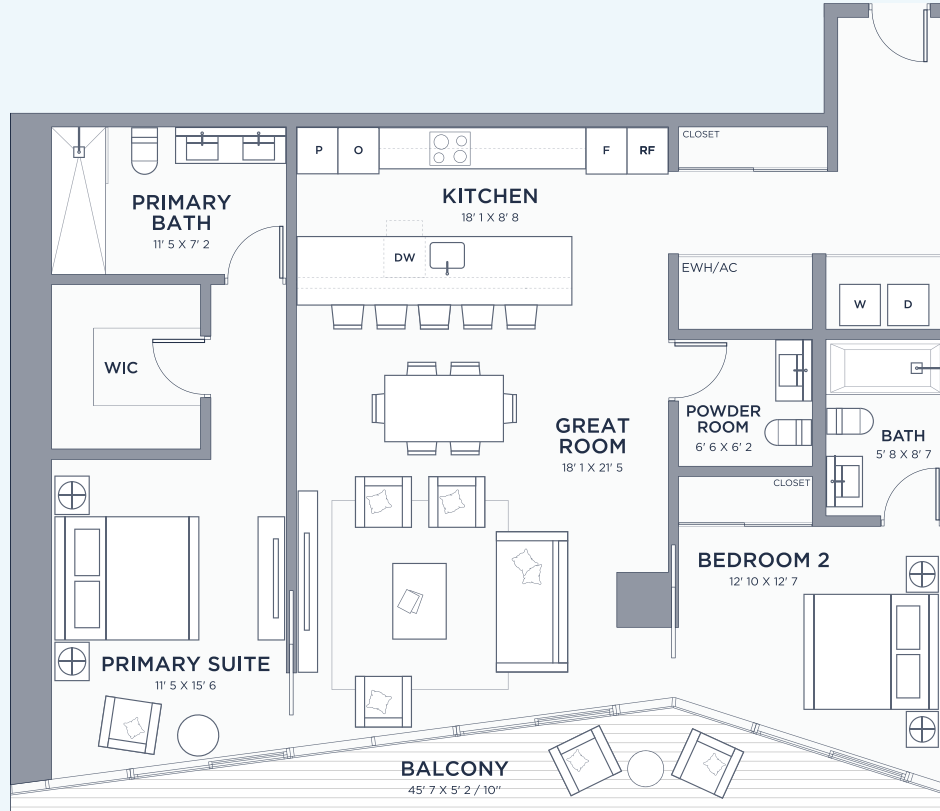 CLOSET
P
O
F
RF
KITCHEN
18' 1 X 8' 8
PRIMARY
BATH
11' 5 X 7' 2
DW
EWH/AC
W
D
WIC
GREAT
ROOM
18' 1 X 21' 5
POWDER
ROOM
6' 6 X 6' 2
BATH
5' 8 X 8' 7
CLOSET
BEDROOM 2
12' 10 X 12' 7
PRIMARY SUITE
11' 5 X 15' 6
BALCONY
45' 7 X 5' 2 / 10"